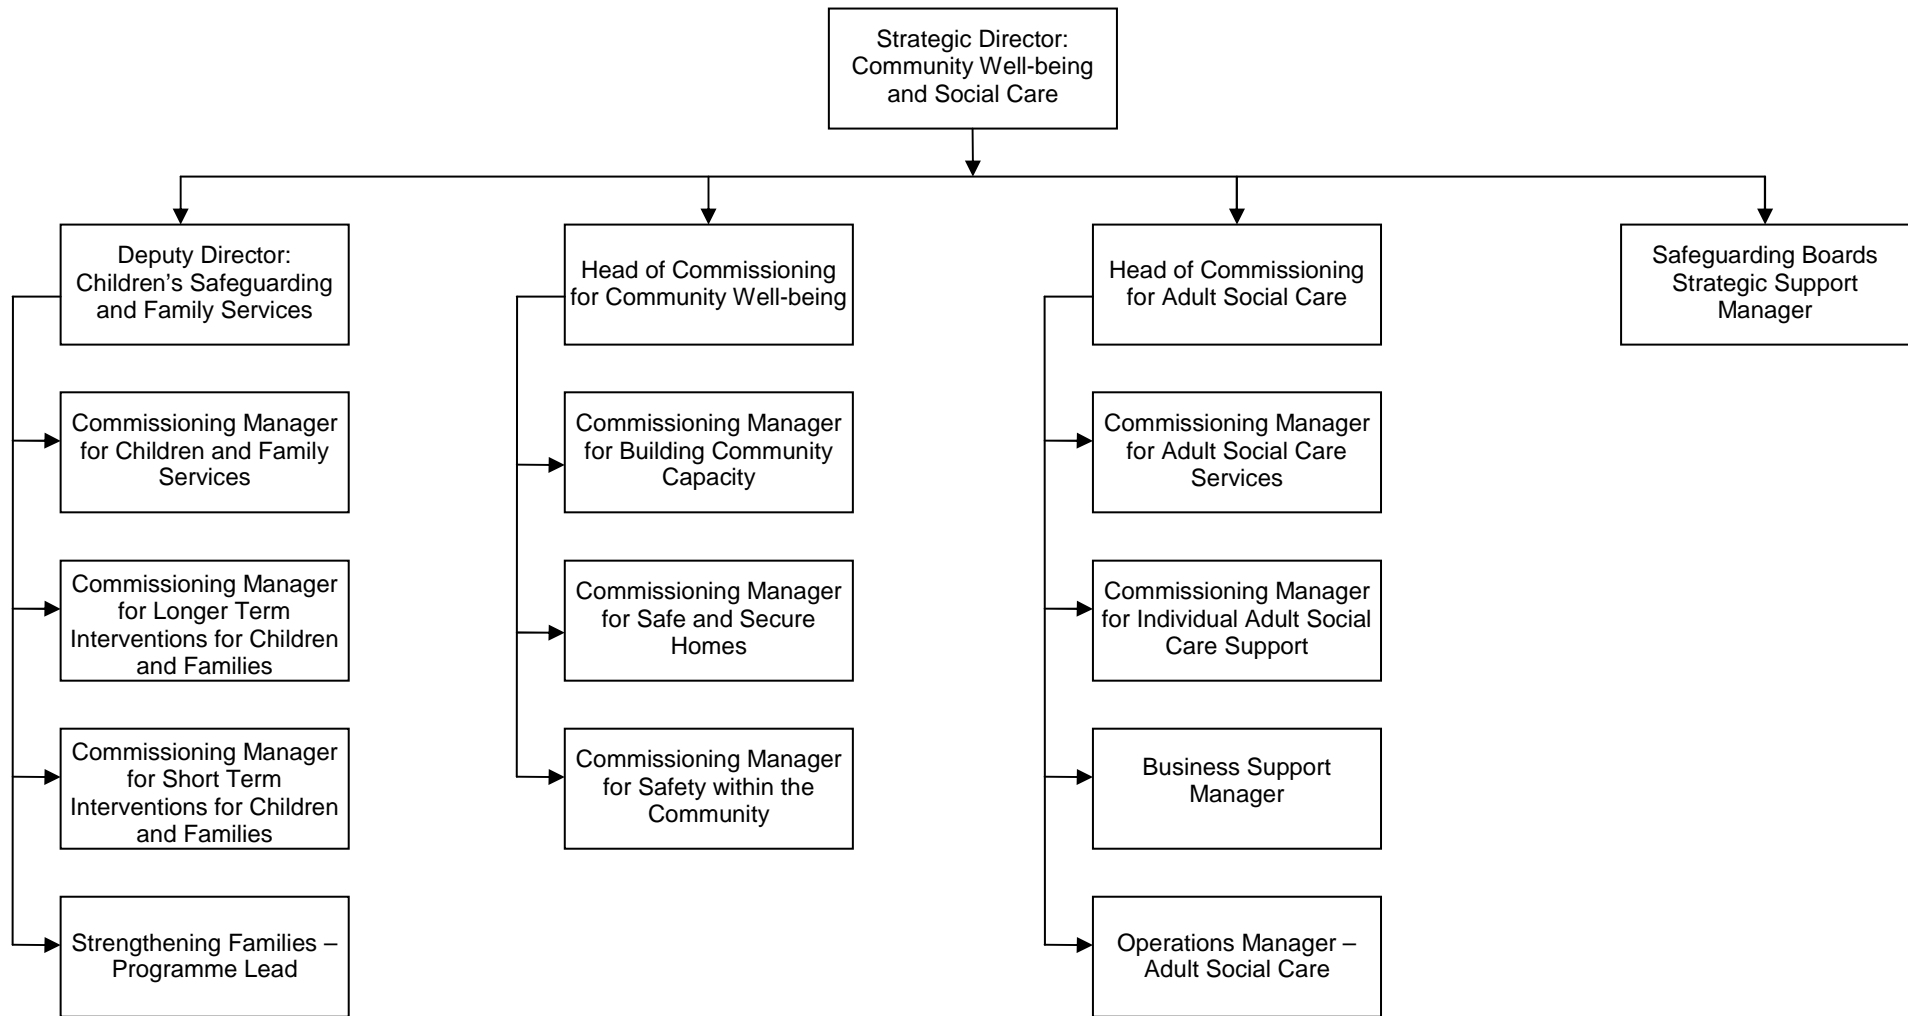 Strategic Director:
Community Well-being
and Social Care
Deputy Director:
Children’s Safeguarding
and Family Services
Head of Commissioning
for Community Well-being
Head of Commissioning
for Adult Social Care
Safeguarding Boards
Strategic Support
Manager
Commissioning Manager
for Children and Family
Services
Commissioning Manager
for Building Community
Capacity
Commissioning Manager
for Adult Social Care
Services
Commissioning Manager
for Longer Term
Interventions for Children
and Families
Commissioning Manager
for Safe and Secure
Homes
Commissioning Manager
for Individual Adult Social
Care Support
Commissioning Manager
for Short Term
Interventions for Children
and Families
Commissioning Manager
for Safety within the
Community
Business Support
Manager
Strengthening Families –
Programme Lead
Operations Manager –
Adult Social Care